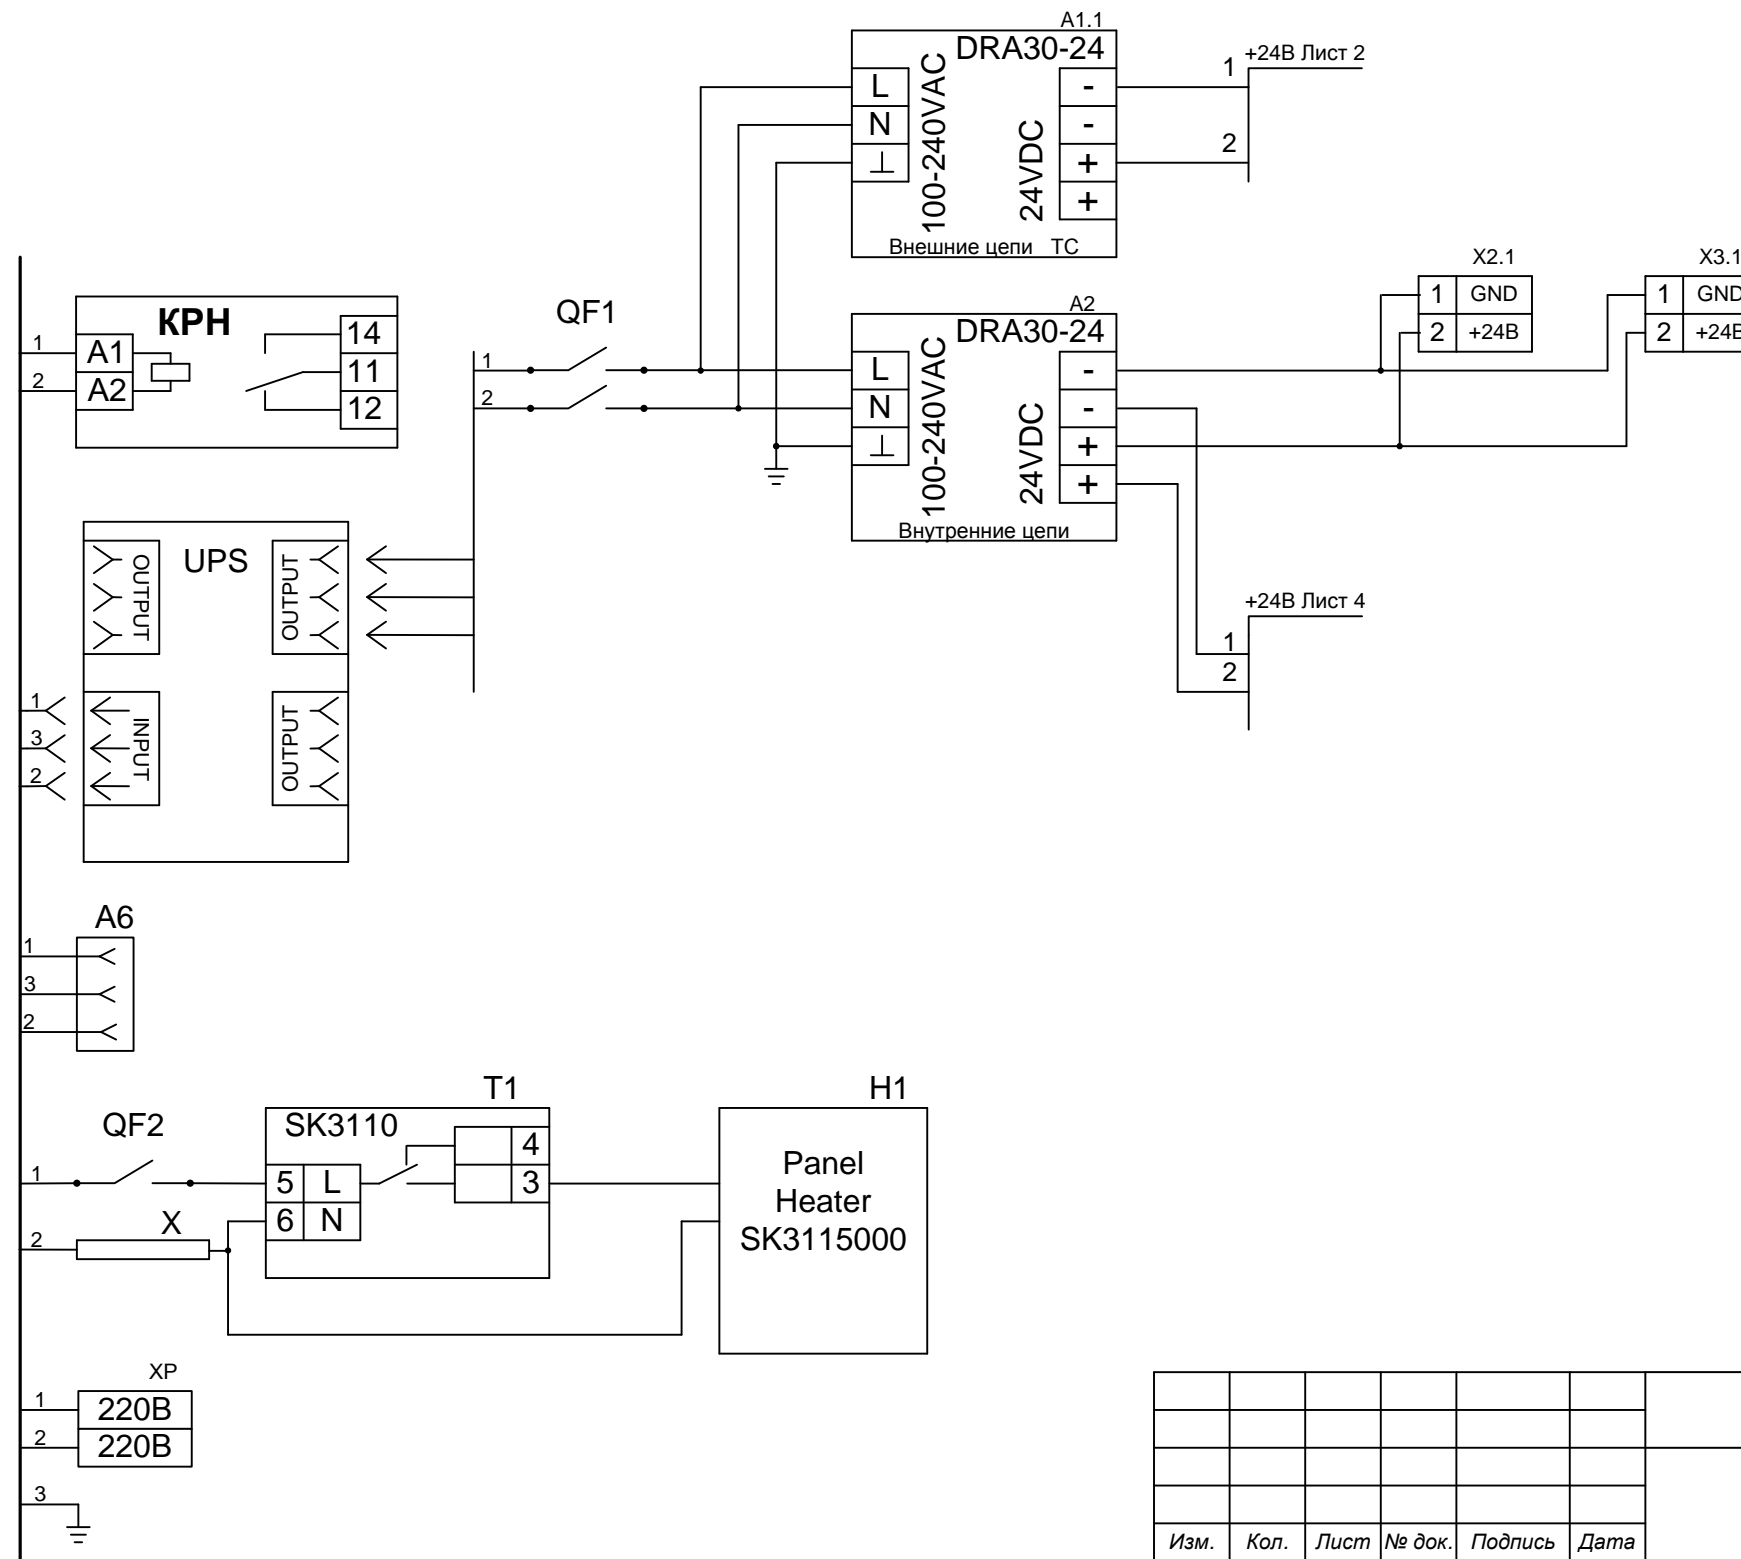 A1.1
DRA30-24
L
N
⊥
100-240VAC
24VDC
-
-
+
+
Внешние цепи ТС
1
2
+24В Лист 2
КРН
1
2
A1
A2
14
11
12
QF1
1
2
A2
DRA30-24
L
N
⊥
100-240VAC
24VDC
-
-
+
+
Внутренние цепи
X2.1
1 GND
2 +24В
X3.1
1 GND
2 +24В
+24В Лист 4
1
2
UPS
OUTPUT
OUTPUT
INPUT
OUTPUT
1
3
2
A6
1
3
2
QF2
1
2
X
T1
SK3110
5 L
6 N
4
3
H1
Panel
Heater
SK3115000
XP
1 220В
2 220В
3
Изм. Кол. Лист № док. Подпись Дата